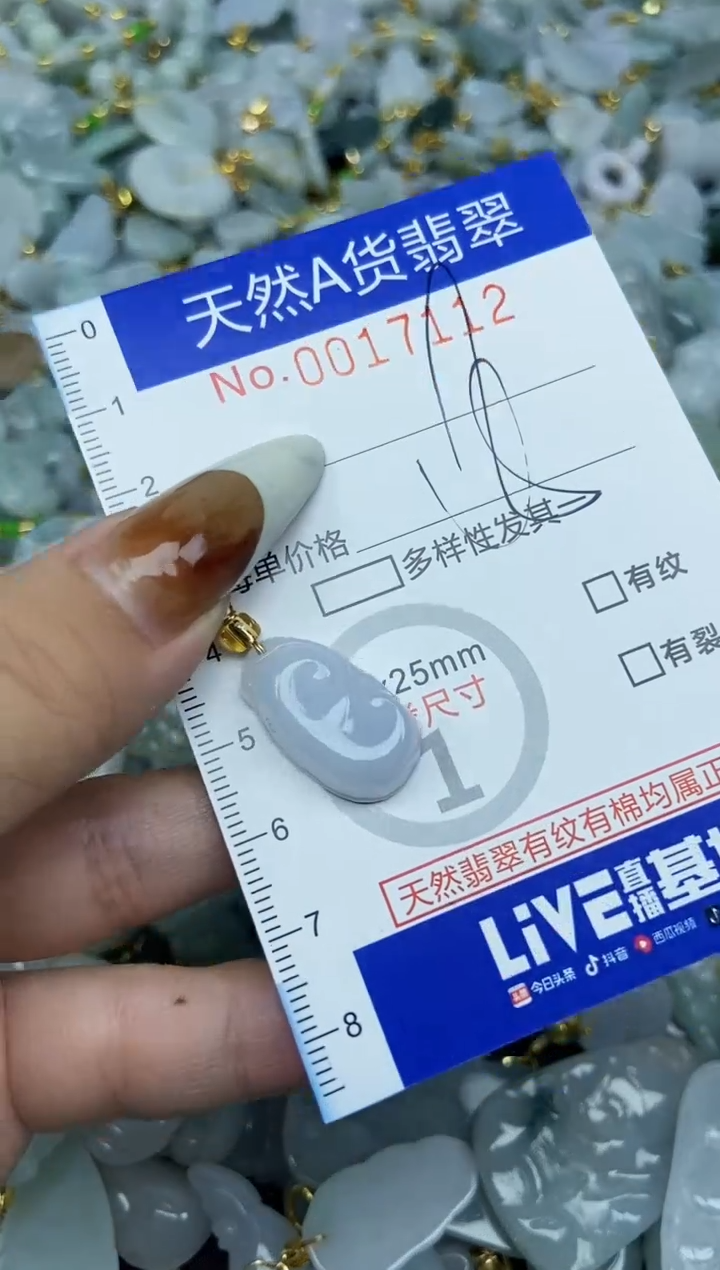 天然A货翡翠
No.0017112
0
1
2
单价格
多样性发其一
有纹
有裂
4
25mm
尺寸
5
1
6
天然翡翠有纹有棉均属正
7
LiVE直播基
今日头条 抖音 西瓜视频
8